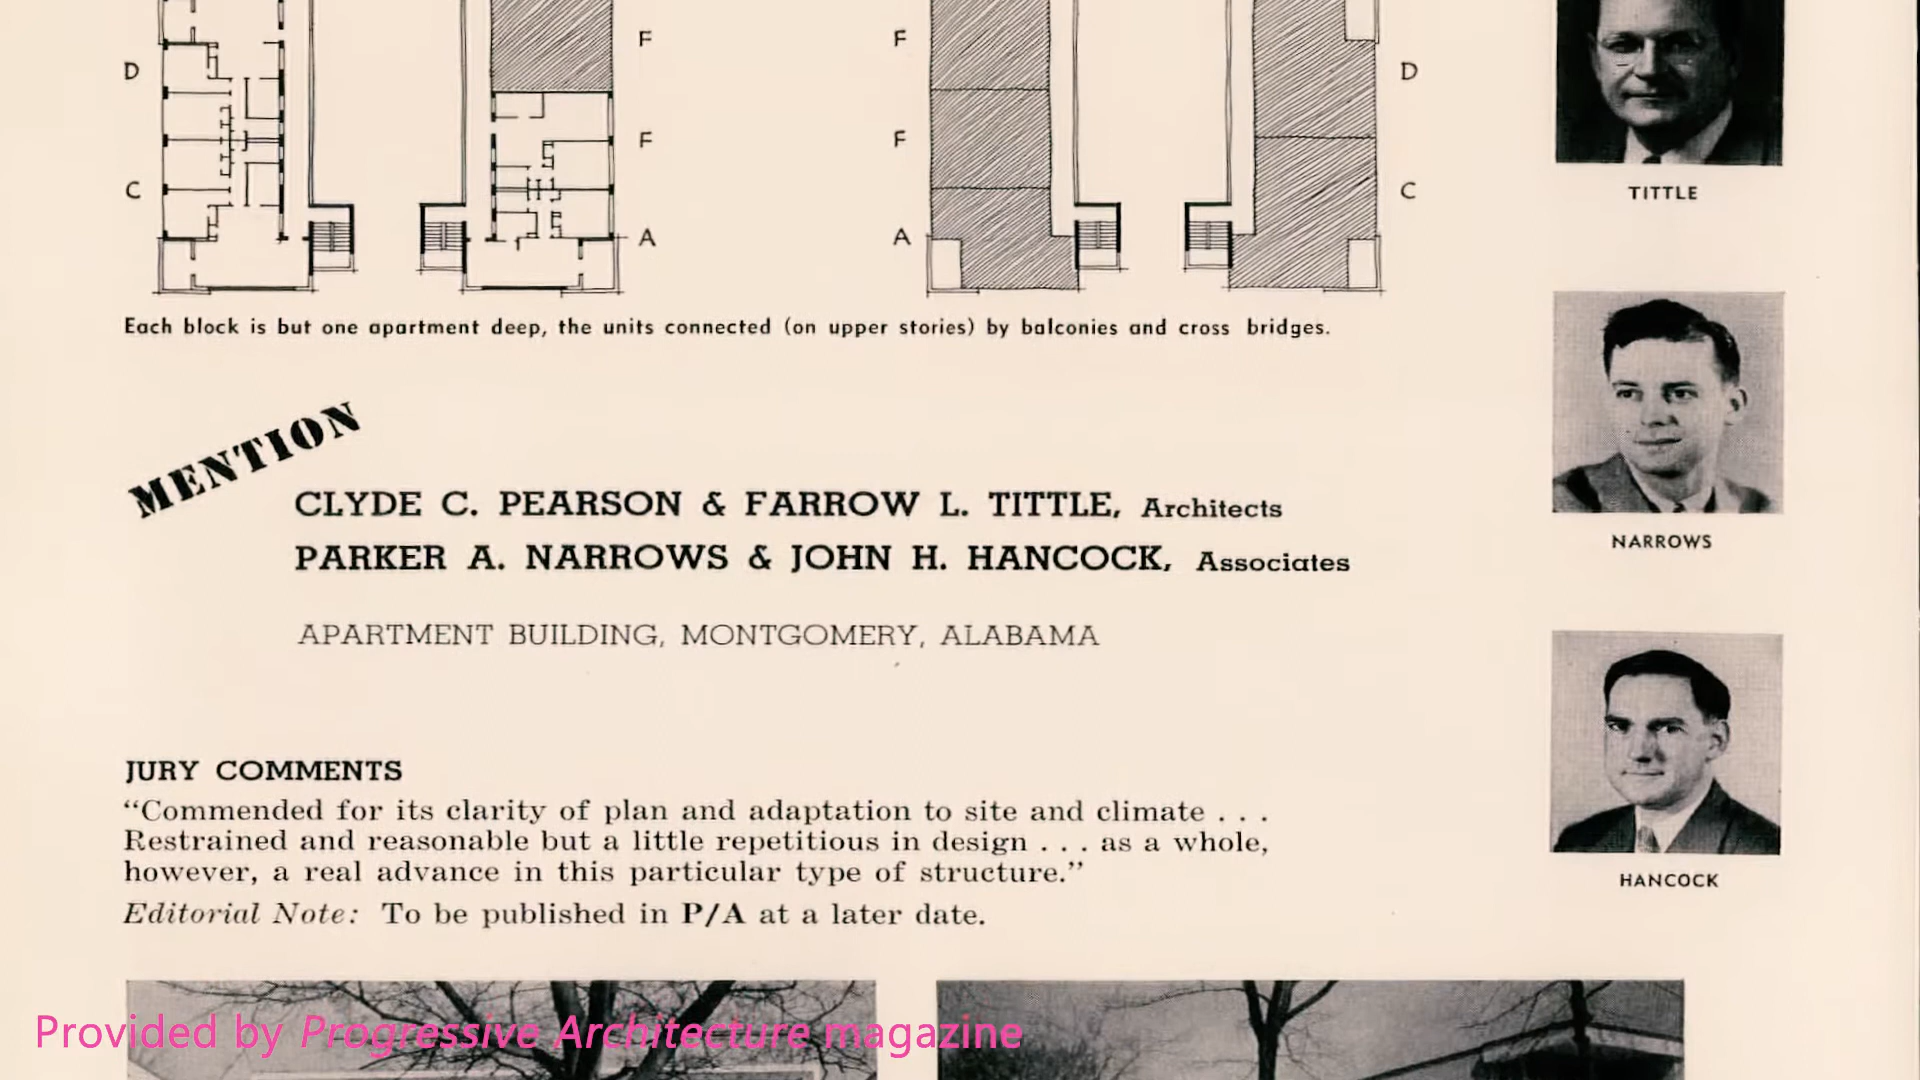 F F
D D
F F
C C
A A
TITTLE
Each block is but one apartment deep, the units connected (on upper stories) by balconies and cross bridges.
MENTION
CLYDE C. PEARSON & FARROW L. TITTLE, Architects
PARKER A. NARROWS & JOHN H. HANCOCK, Associates
NARROWS
APARTMENT BUILDING, MONTGOMERY, ALABAMA
JURY COMMENTS
“Commended for its clarity of plan and adaptation to site and climate . . .
Restrained and reasonable but a little repetitious in design . . . as a whole,
however, a real advance in this particular type of structure.”
HANCOCK
Editorial Note: To be published in P/A at a later date.
Provided by Progressive Architecture magazine